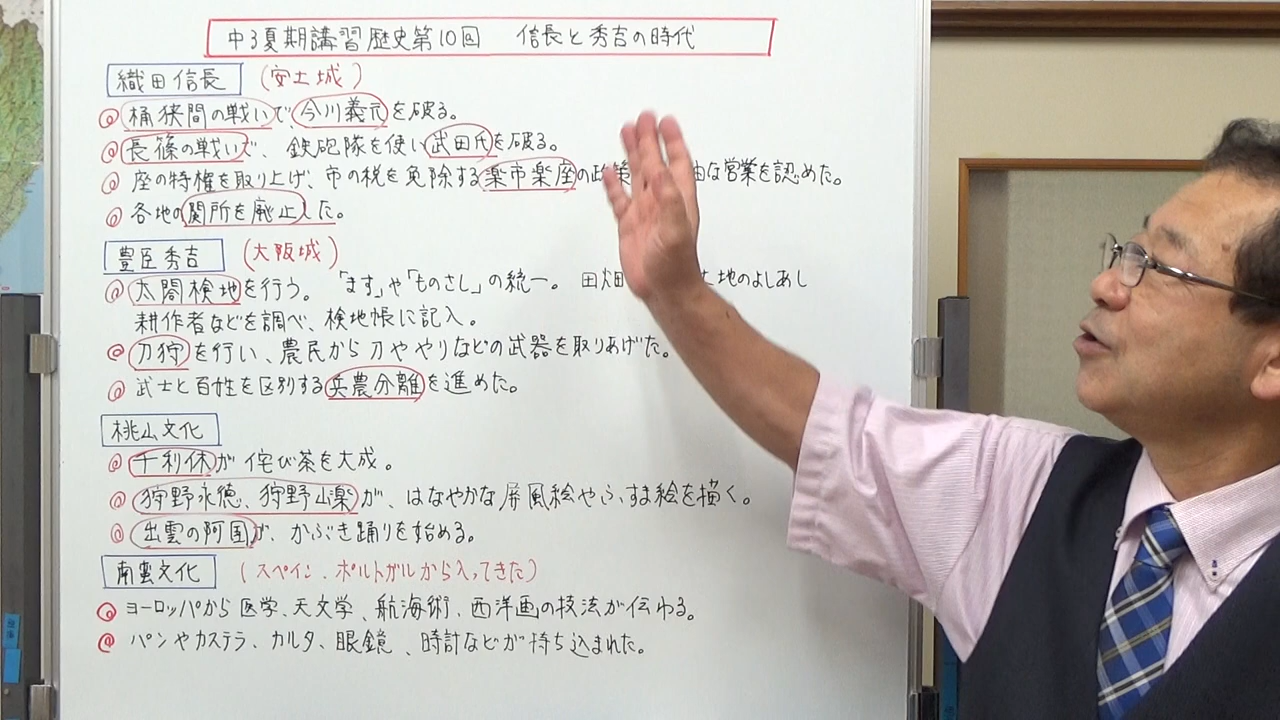 中3夏期講習歴史第10回　信長と秀吉の時代
織田信長　(安土城)
◎桶狭間の戦いで、今川義元を破る。
◎長篠の戦いで、鉄砲隊を使い武田氏を破る。
◎座の特権を取り上げ、市の税を免除する楽市楽座の政策 由な営業を認めた。
◎各地の関所を廃止した。
豊臣秀吉　(大阪城)
◎太閤検地を行う。「ます」や「ものさし」の統一。田畑 土地のよしあし
耕作者などを調べ、検地帳に記入。
◎刀狩を行い、農民から刀ややりなどの武器を取りあげた。
◎武士と百姓を区別する兵農分離を進めた。
桃山文化
◎千利休が侘び茶を大成。
◎狩野永徳、狩野山楽が、はなやかな屏風絵やふすま絵を描く。
◎出雲の阿国が、かぶき踊りを始める。
南蛮文化　(スペイン、ポルトガルから入ってきた)
◎ヨーロッパから医学、天文学、航海術、西洋画の技法が伝わる。
◎パンやカステラ、カルタ、眼鏡、時計などが持ち込まれた。